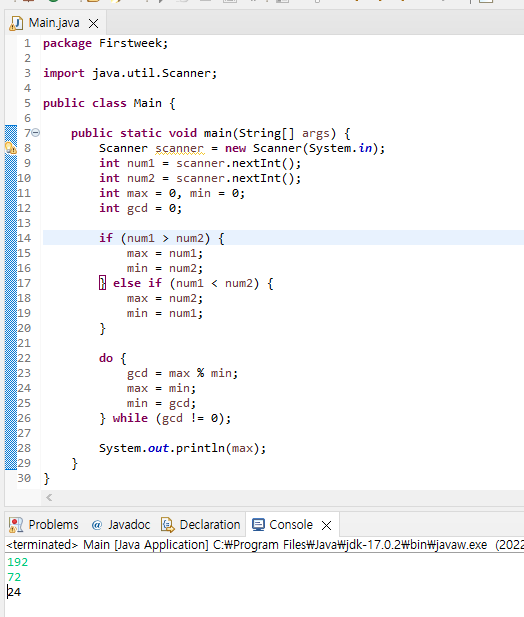 Main.java
1 package Firstweek;
2
3 import java.util.Scanner;
4
5 public class Main {
6
7 public static void main(String[] args) {
8 Scanner scanner = new Scanner(System.in);
9 int num1 = scanner.nextInt();
10 int num2 = scanner.nextInt();
11 int max = 0, min = 0;
12 int gcd = 0;
13
14 if (num1 > num2) {
15 max = num1;
16 min = num2;
17 } else if (num1 < num2) {
18 max = num2;
19 min = num1;
20 }
21
22 do {
23 gcd = max % min;
24 max = min;
25 min = gcd;
26 } while (gcd != 0);
27
28 System.out.println(max);
29 }
30 }
Problems @ Javadoc Declaration Console
<terminated> Main [Java Application] C:₩Program Files₩Java₩jdk-17.0.2₩bin₩javaw.exe (2022
192
72
24